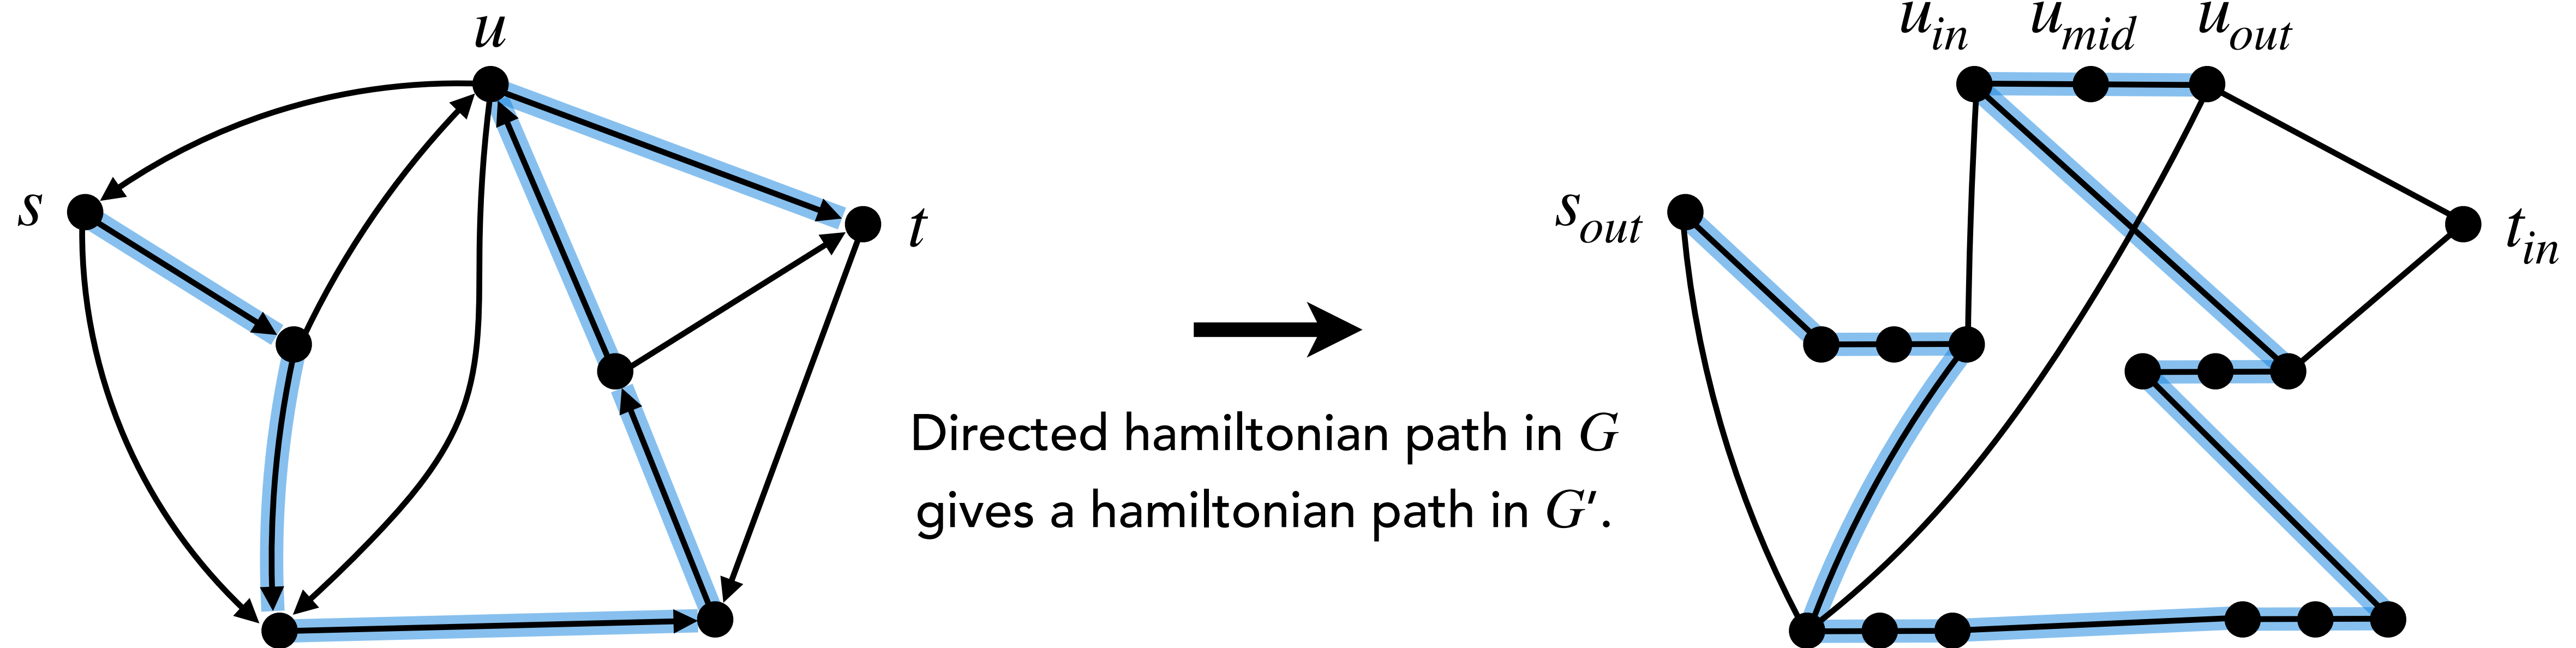 u
s
t
Directed hamiltonian path in G
gives a hamiltonian path in G′.
u_in u_mid u_out
s_out
t_in